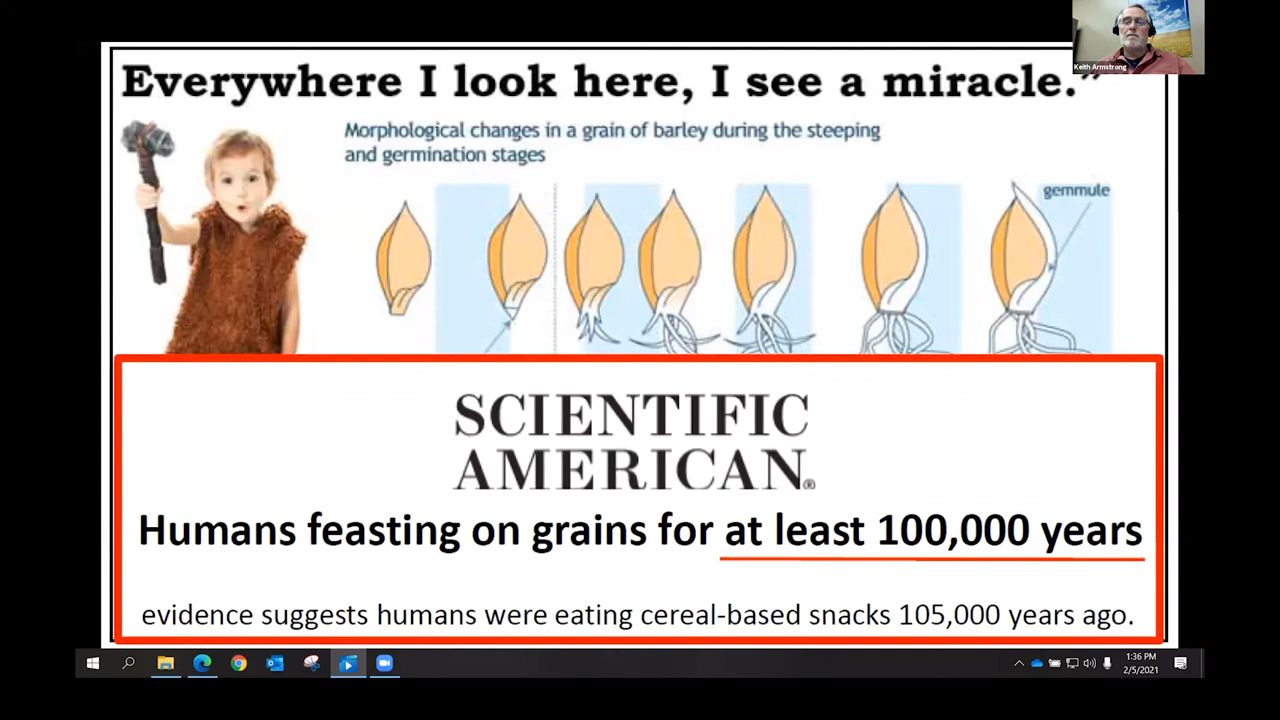 Keith Armstrong
Everywhere I look here, I see a miracle.”
Morphological changes in a grain of barley during the steeping
and germination stages
gemmule
SCIENTIFIC
AMERICAN®
Humans feasting on grains for at least 100,000 years
evidence suggests humans were eating cereal-based snacks 105,000 years ago.
1:36 PM
2/5/2021